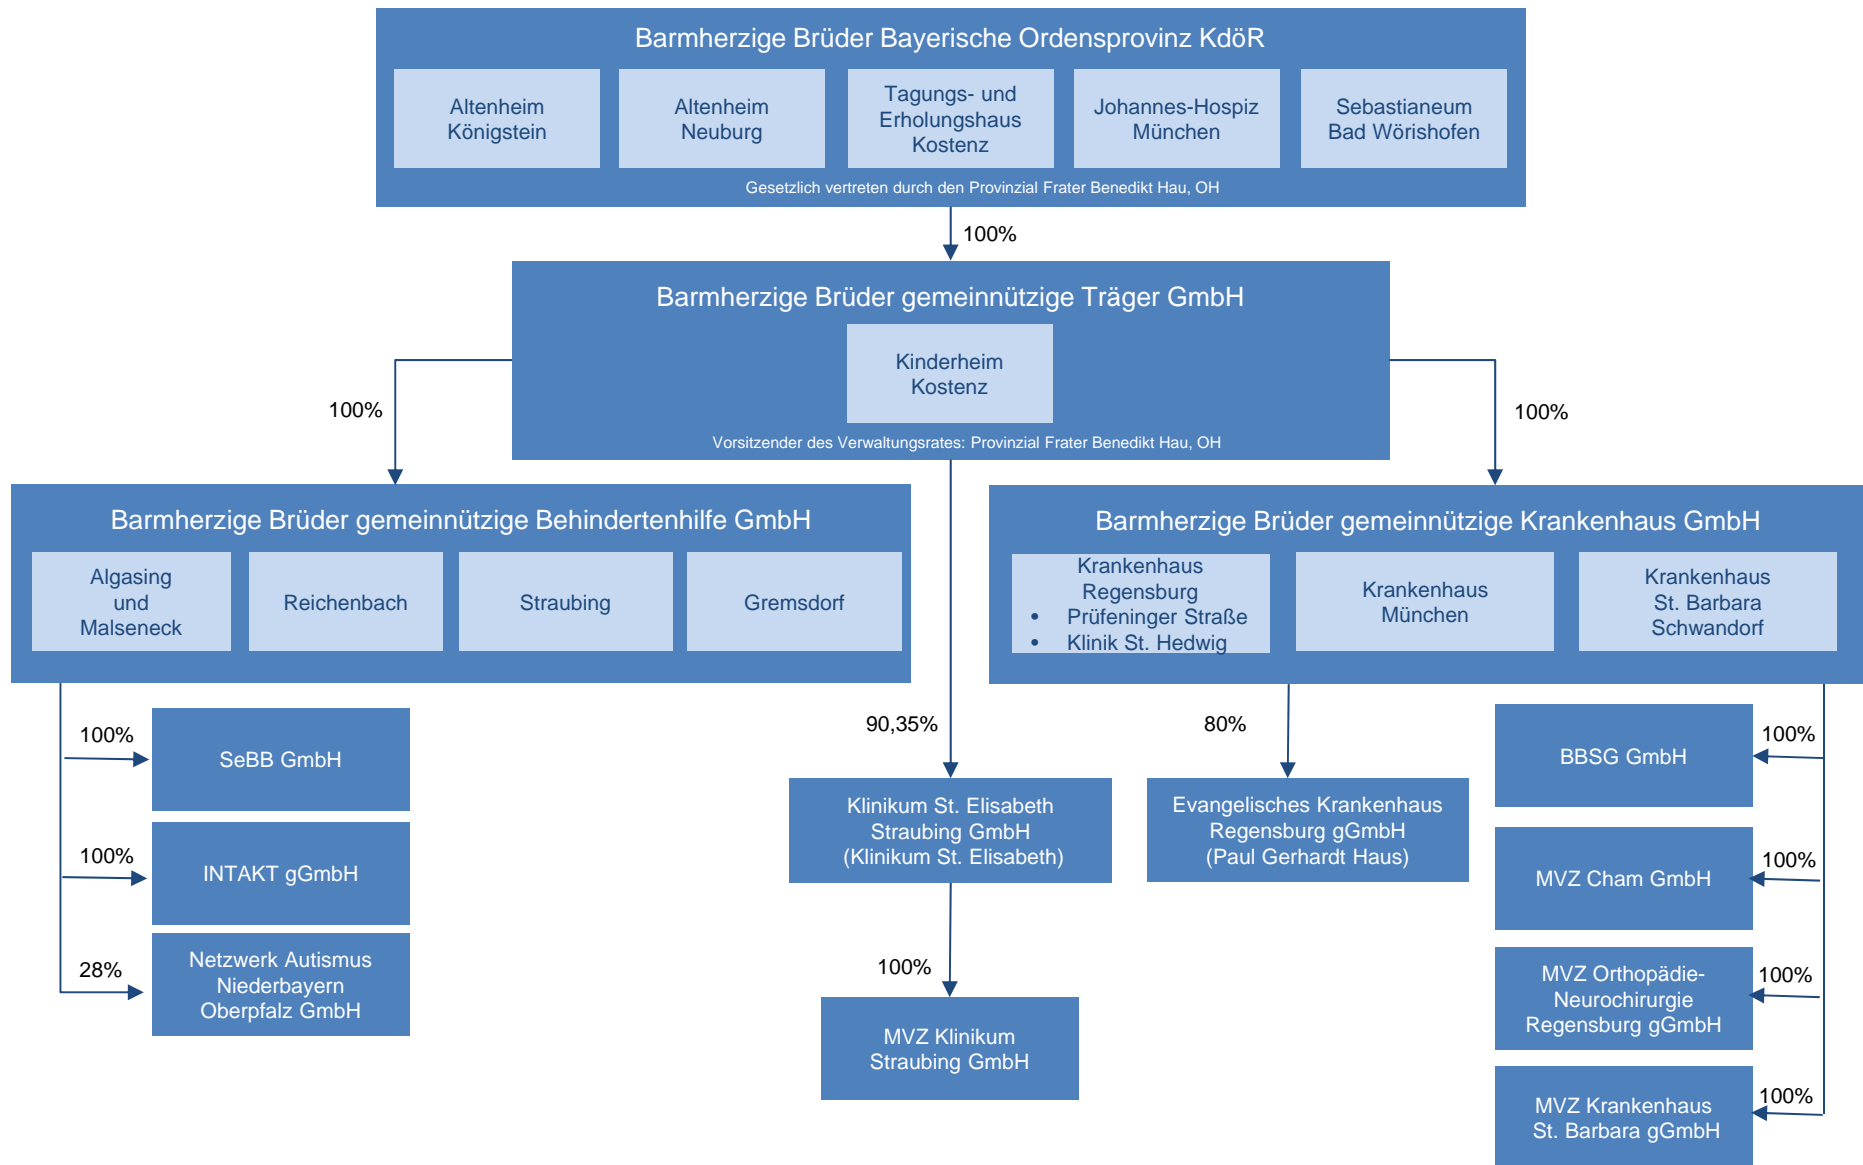 Barmherzige Brüder Bayerische Ordensprovinz KdöR
Altenheim
Königstein
Altenheim
Neuburg
Tagungs- und
Erholungshaus
Kostenz
Johannes-Hospiz
München
Sebastianeum
Bad Wörishofen
Gesetzlich vertreten durch den Provinzial Frater Benedikt Hau, OH
100%
Barmherzige Brüder gemeinnützige Träger GmbH
Kinderheim
Kostenz
Vorsitzender des Verwaltungsrates: Provinzial Frater Benedikt Hau, OH
100%
100%
Barmherzige Brüder gemeinnützige Behindertenhilfe GmbH
Algasing
und
Malseneck
Reichenbach
Straubing
Gremsdorf
Barmherzige Brüder gemeinnützige Krankenhaus GmbH
Krankenhaus
Regensburg
• Prüfeninger Straße
• Klinik St. Hedwig
Krankenhaus
München
Krankenhaus
St. Barbara
Schwandorf
100%
SeBB GmbH
100%
INTAKT gGmbH
28%
Netzwerk Autismus
Niederbayern
Oberpfalz GmbH
90,35%
Klinikum St. Elisabeth
Straubing GmbH
(Klinikum St. Elisabeth)
100%
MVZ Klinikum
Straubing GmbH
80%
Evangelisches Krankenhaus
Regensburg gGmbH
(Paul Gerhardt Haus)
BBSG GmbH
100%
MVZ Cham GmbH
100%
MVZ Orthopädie-
Neurochirurgie
Regensburg gGmbH
100%
MVZ Krankenhaus
St. Barbara gGmbH
100%